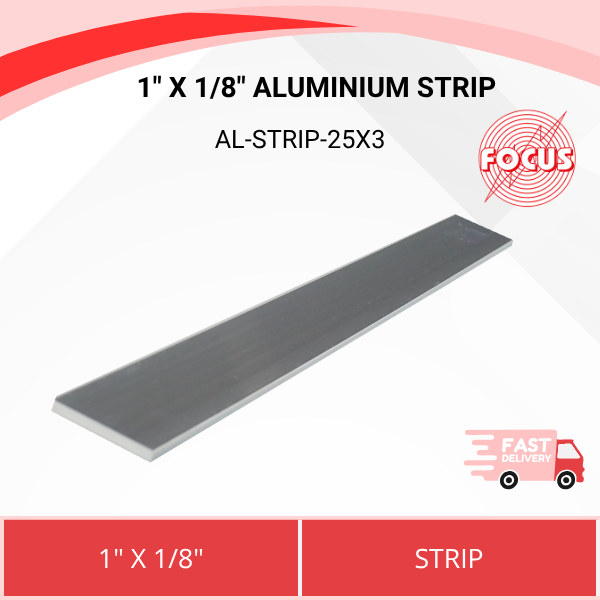 1" X 1/8" ALUMINIUM STRIP
AL-STRIP-25X3
FOCUS
FAST
DELIVERY
1" X 1/8"
STRIP